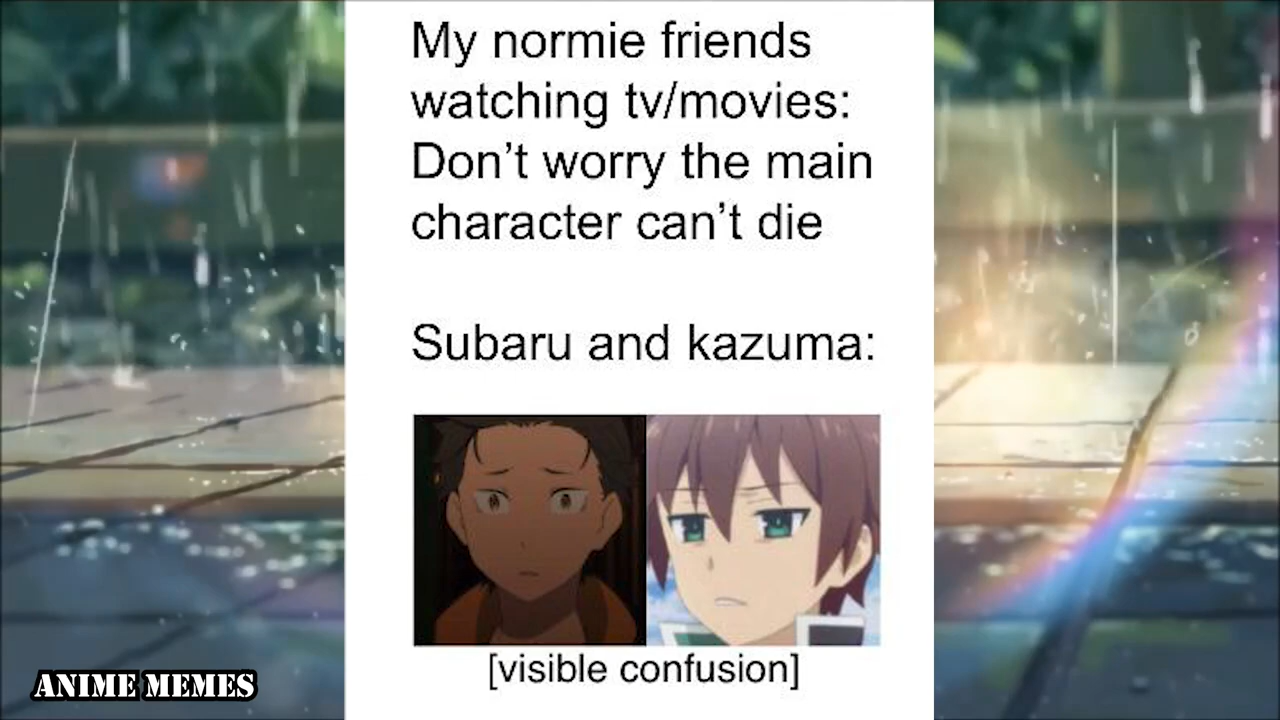 My normie friends
watching tv/movies:
Don’t worry the main
character can’t die
Subaru and kazuma:
[visible confusion]
ANIME MEMES